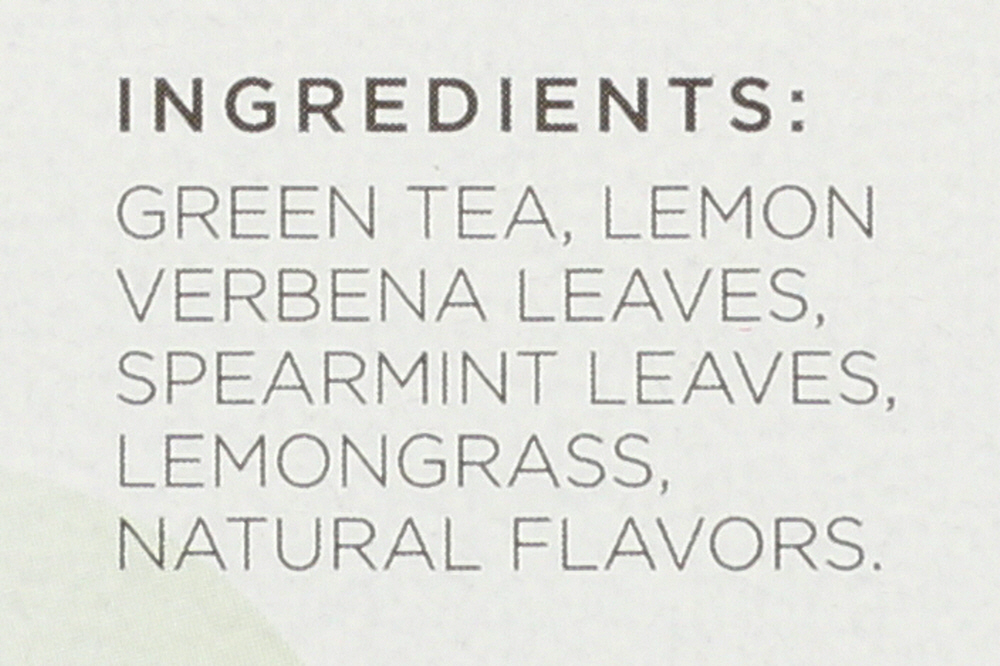 INGREDIENTS:
GREEN TEA, LEMON
VERBENA LEAVES,
SPEARMINT LEAVES,
LEMONGRASS,
NATURAL FLAVORS.